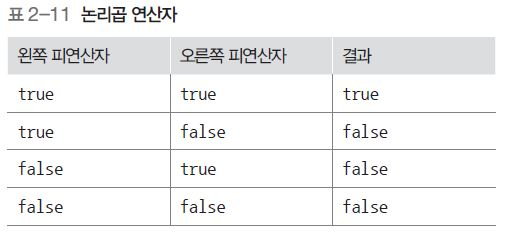 표 2-11 논리곱 연산자
왼쪽 피연산자 오른쪽 피연산자 결과
true true true
true false false
false true false
false false false